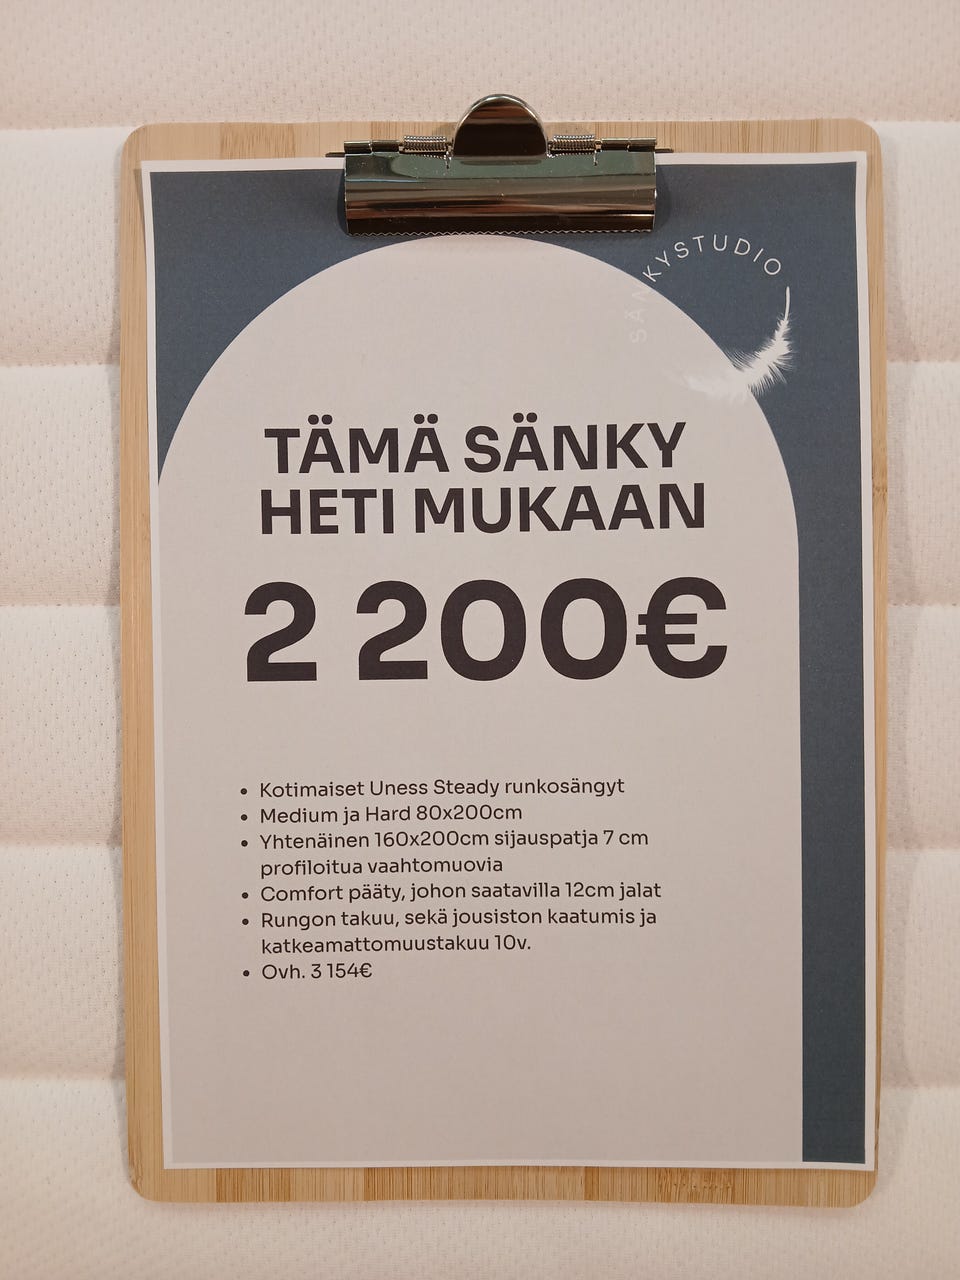 SÄNKYSTUDIO
TÄMÄ SÄNKY
HETI MUKAAN
2 200€
• Kotimaiset Uness Steady runkosängyt
• Medium ja Hard 80x200cm
• Yhtenäinen 160x200cm sijauspatja 7 cm
profiloitua vaahtomuovia
• Comfort pääty, johon saatavilla 12cm jalat
• Rungon takuu, sekä jousiston kaatumis ja
katkeamattomuustakuu 10v.
• Ovh. 3 154€